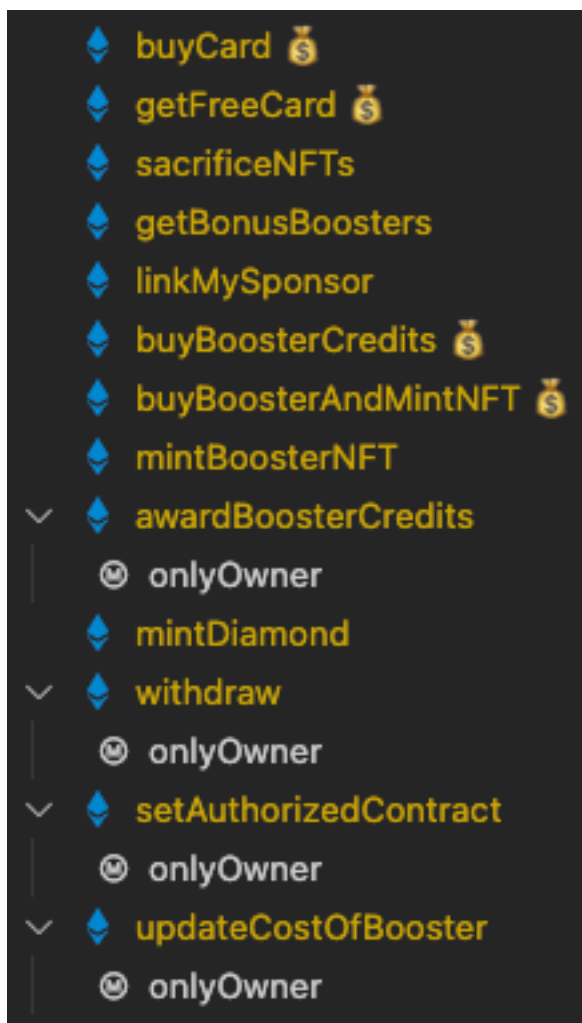 buyCard 💰
getFreeCard 💰
sacrificeNFTs
getBonusBoosters
linkMySponsor
buyBoosterCredits 💰
buyBoosterAndMintNFT 💰
mintBoosterNFT
awardBoosterCredits
onlyOwner
mintDiamond
withdraw
onlyOwner
setAuthorizedContract
onlyOwner
updateCostOfBooster
onlyOwner